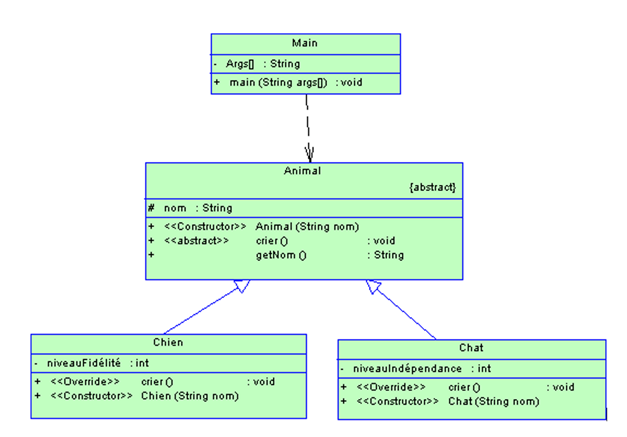 Main
- Args[] : String
+ main (String args[]) : void
Animal
{abstract}
# nom : String
+ <<Constructor>> Animal (String nom)
+ <<abstract>> crier () : void
+ getNom () : String
Chien
- niveauFidélité : int
+ <<Override>> crier () : void
+ <<Constructor>> Chien (String nom)
Chat
- niveauIndépendance : int
+ <<Override>> crier () : void
+ <<Constructor>> Chat (String nom)